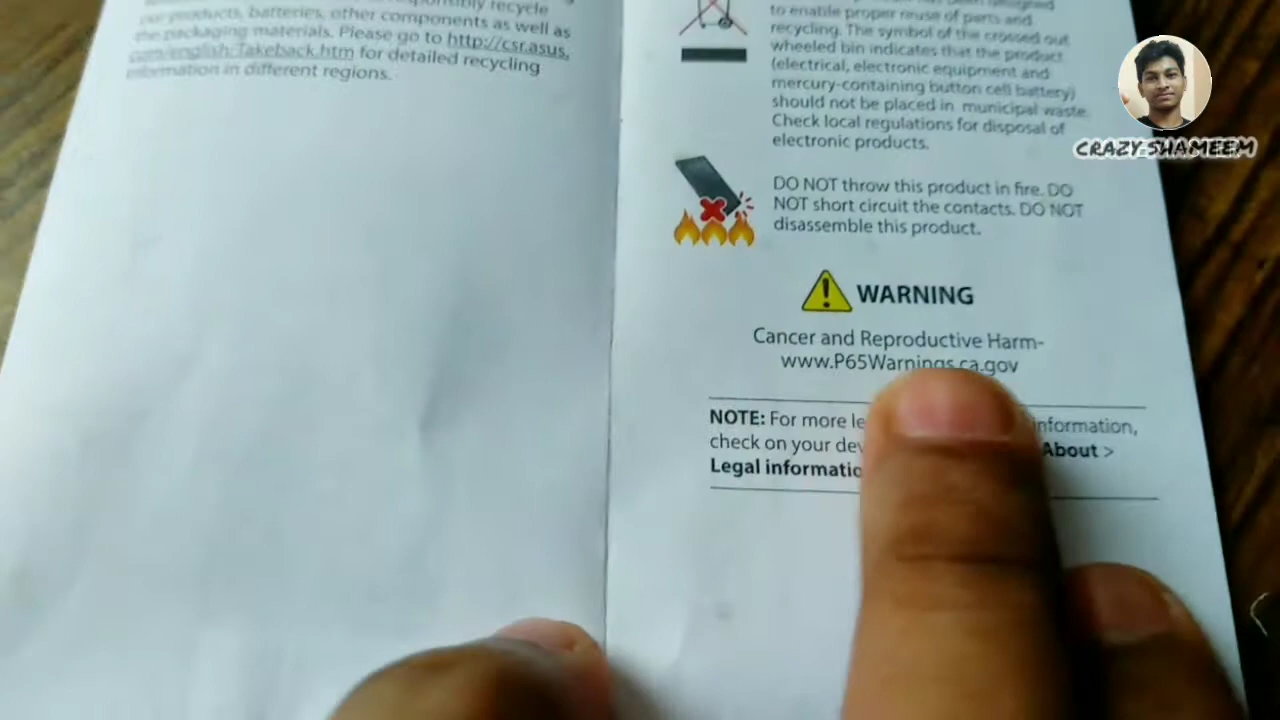 responsibly recycle
our products, batteries, other components as well as
the packaging materials. Please go to http://csr.asus.
com/english/Takeback.htm for detailed recycling
information in different regions.
to enable proper reuse of parts and
recycling. The symbol of the crossed out
wheeled bin indicates that the product
(electrical, electronic equipment and
mercury-containing button cell battery)
should not be placed in municipal waste.
Check local regulations for disposal of
electronic products.
DO NOT throw this product in fire. DO
NOT short circuit the contacts. DO NOT
disassemble this product.
WARNING
Cancer and Reproductive Harm-
www.P65Warnings.ca.gov
NOTE: For more le information,
check on your dev About >
Legal informatio
CRAZY SHAMEEM